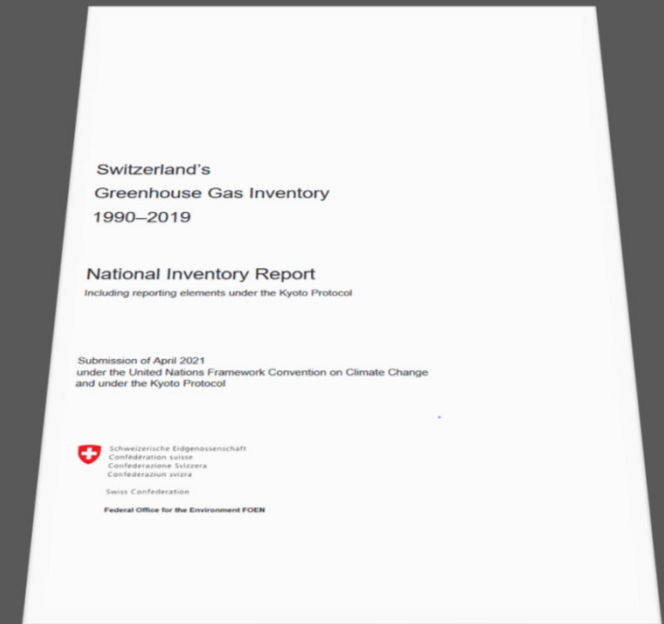 Switzerland's
Greenhouse Gas Inventory
1990–2019
National Inventory Report
Including reporting elements under the Kyoto Protocol
Submission of April 2021
under the United Nations Framework Convention on Climate Change
and under the Kyoto Protocol
Schweizerische Eidgenossenschaft
Confédération suisse
Confederazione Svizzera
Confederaziun svizra
Swiss Confederation
Federal Office for the Environment FOEN